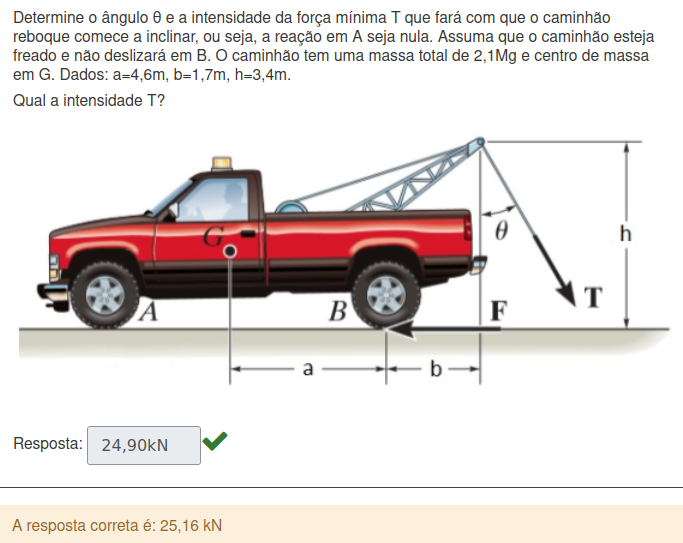 Determine o ângulo θ e a intensidade da força mínima T que fará com que o caminhão
reboque comece a inclinar, ou seja, a reação em A seja nula. Assuma que o caminhão esteja
freado e não deslizará em B. O caminhão tem uma massa total de 2,1Mg e centro de massa
em G. Dados: a=4,6m, b=1,7m, h=3,4m.
Qual a intensidade T?
G
θ
h
A
B
F
T
a
b
Resposta: 24,90kN
A resposta correta é: 25,16 kN